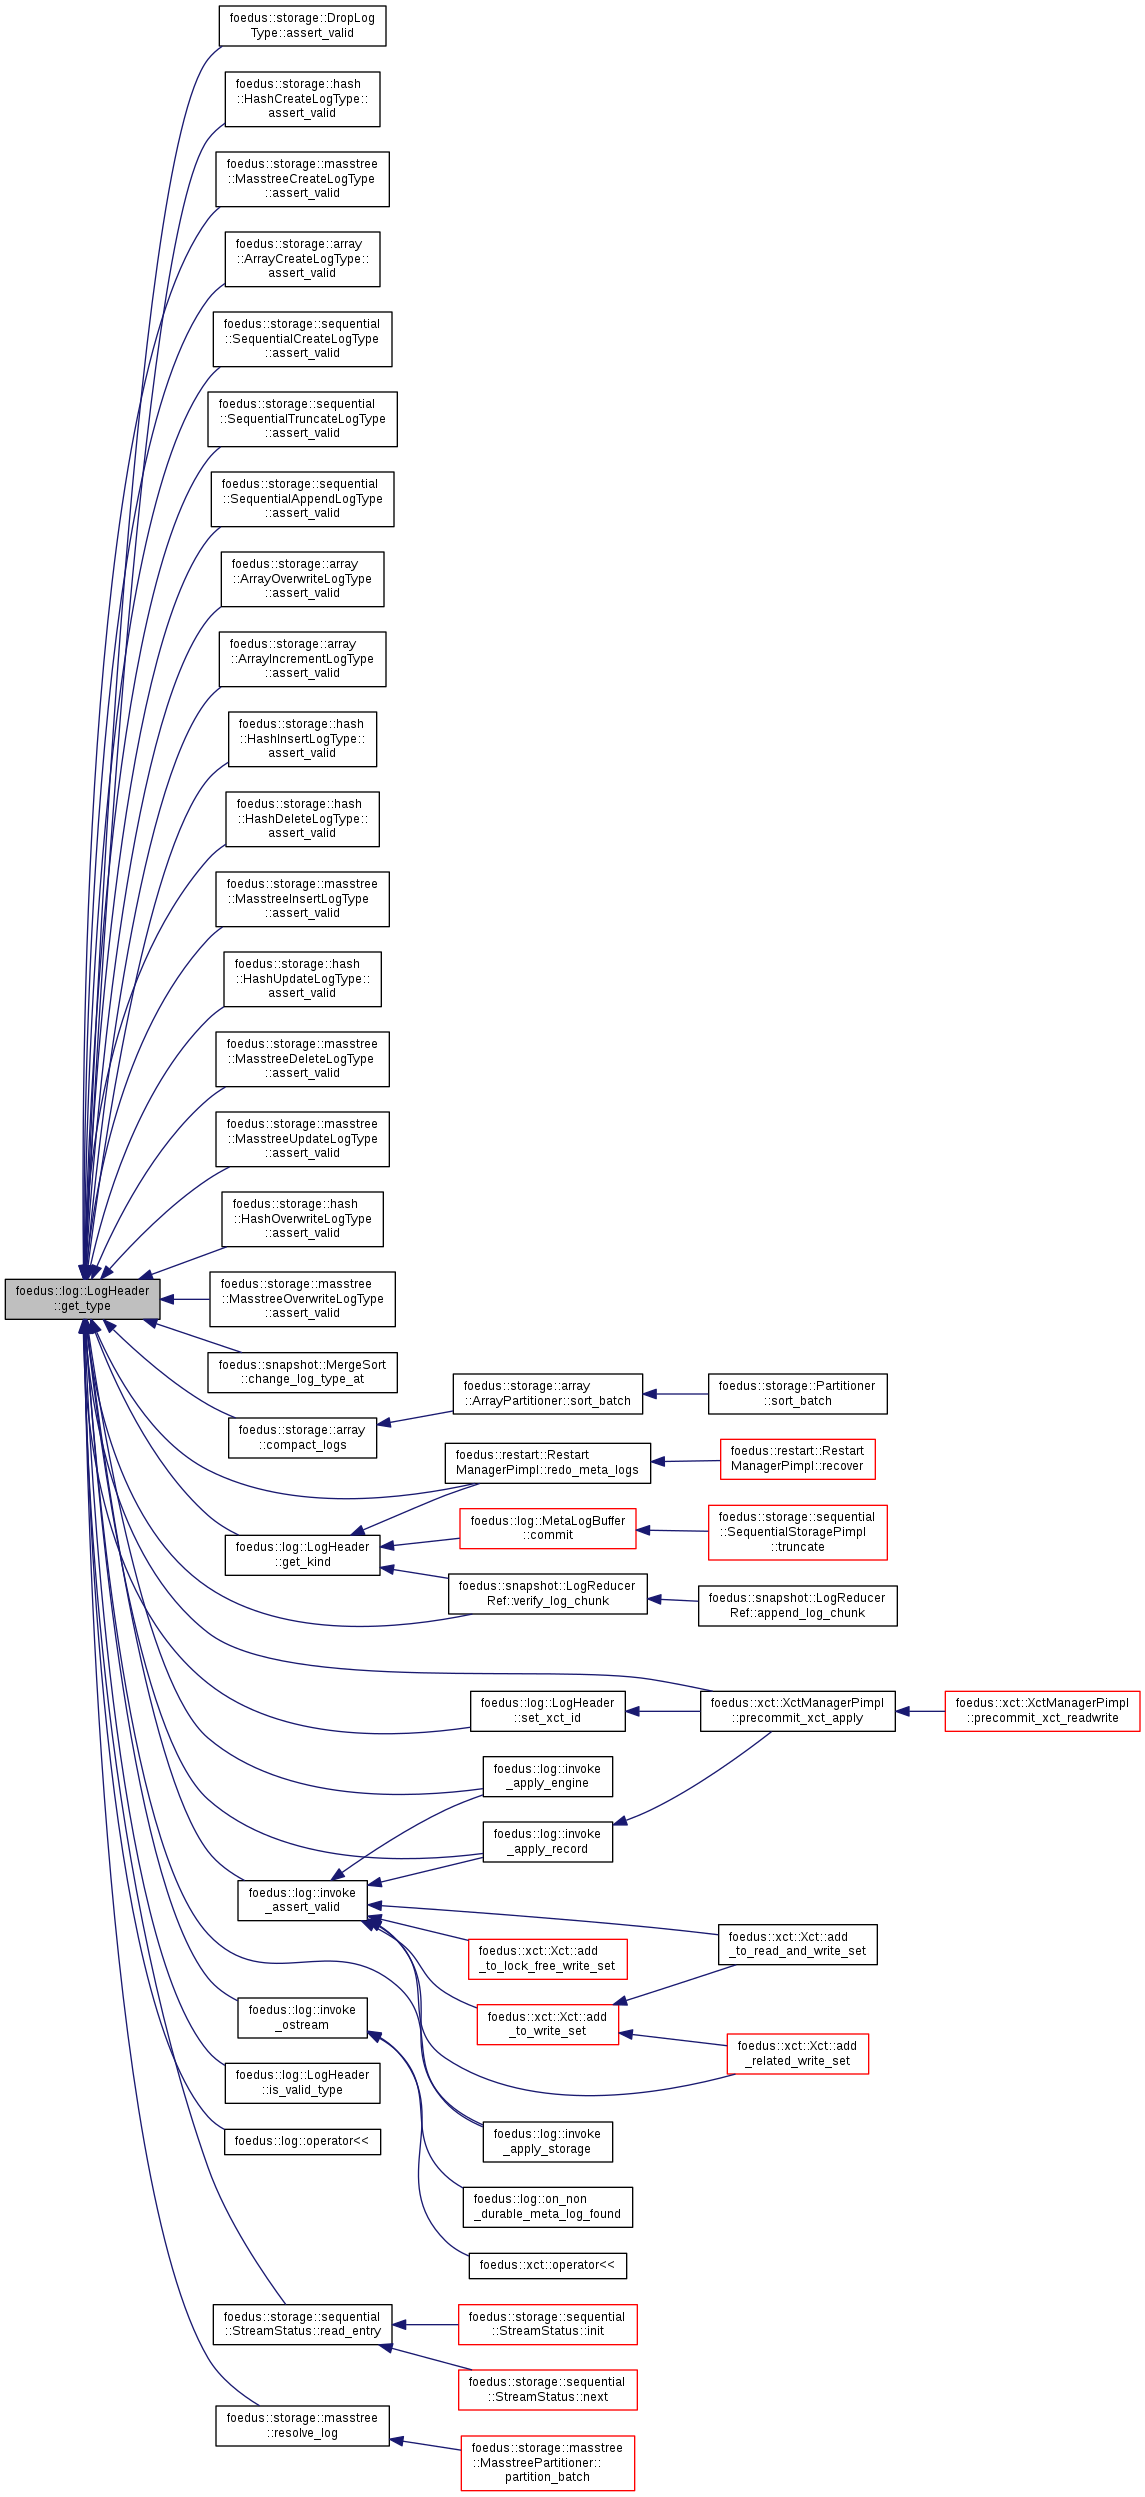 foedus::storage::DropLog
Type::assert_valid
foedus::storage::hash
::HashCreateLogType::
assert_valid
foedus::storage::masstree
::MasstreeCreateLogType
::assert_valid
foedus::storage::array
::ArrayCreateLogType::
assert_valid
foedus::storage::sequential
::SequentialCreateLogType
::assert_valid
foedus::storage::sequential
::SequentialTruncateLogType
::assert_valid
foedus::storage::sequential
::SequentialAppendLogType
::assert_valid
foedus::storage::array
::ArrayOverwriteLogType
::assert_valid
foedus::storage::array
::ArrayIncrementLogType
::assert_valid
foedus::storage::hash
::HashInsertLogType::
assert_valid
foedus::storage::hash
::HashDeleteLogType::
assert_valid
foedus::storage::masstree
::MasstreeInsertLogType
::assert_valid
foedus::storage::hash
::HashUpdateLogType::
assert_valid
foedus::storage::masstree
::MasstreeDeleteLogType
::assert_valid
foedus::storage::masstree
::MasstreeUpdateLogType
::assert_valid
foedus::storage::hash
::HashOverwriteLogType
::assert_valid
foedus::log::LogHeader
::get_type
foedus::storage::masstree
::MasstreeOverwriteLogType
::assert_valid
foedus::snapshot::MergeSort
::change_log_type_at
foedus::storage::array
::compact_logs
foedus::storage::array
::ArrayPartitioner::sort_batch
foedus::storage::Partitioner
::sort_batch
foedus::restart::Restart
ManagerPimpl::redo_meta_logs
foedus::restart::Restart
ManagerPimpl::recover
foedus::log::LogHeader
::get_kind
foedus::log::MetaLogBuffer
::commit
foedus::storage::sequential
::SequentialStoragePimpl
::truncate
foedus::snapshot::LogReducer
Ref::verify_log_chunk
foedus::snapshot::LogReducer
Ref::append_log_chunk
foedus::log::LogHeader
::set_xct_id
foedus::xct::XctManagerPimpl
::precommit_xct_apply
foedus::xct::XctManagerPimpl
::precommit_xct_readwrite
foedus::log::invoke
_apply_engine
foedus::log::invoke
_apply_record
foedus::log::invoke
_assert_valid
foedus::xct::Xct::add
_to_read_and_write_set
foedus::xct::Xct::add
_to_lock_free_write_set
foedus::xct::Xct::add
_to_write_set
foedus::xct::Xct::add
_related_write_set
foedus::log::invoke
_ostream
foedus::log::LogHeader
::is_valid_type
foedus::log::operator<<
foedus::log::invoke
_apply_storage
foedus::log::on_non
_durable_meta_log_found
foedus::xct::operator<<
foedus::storage::sequential
::StreamStatus::read_entry
foedus::storage::sequential
::StreamStatus::init
foedus::storage::sequential
::StreamStatus::next
foedus::storage::masstree
::resolve_log
foedus::storage::masstree
::MasstreePartitioner::
partition_batch